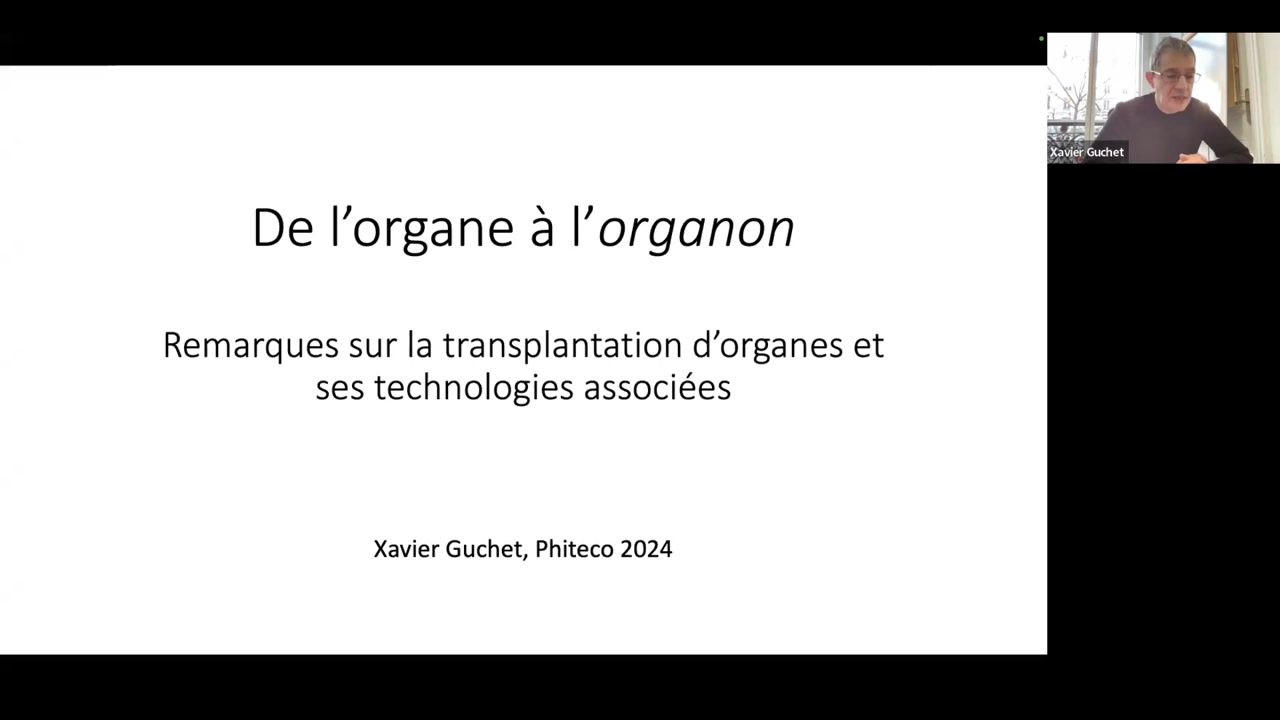 De l'organe à l'organon
Remarques sur la transplantation d'organes et
ses technologies associées
Xavier Guchet, Phiteco 2024
Xavier Guchet